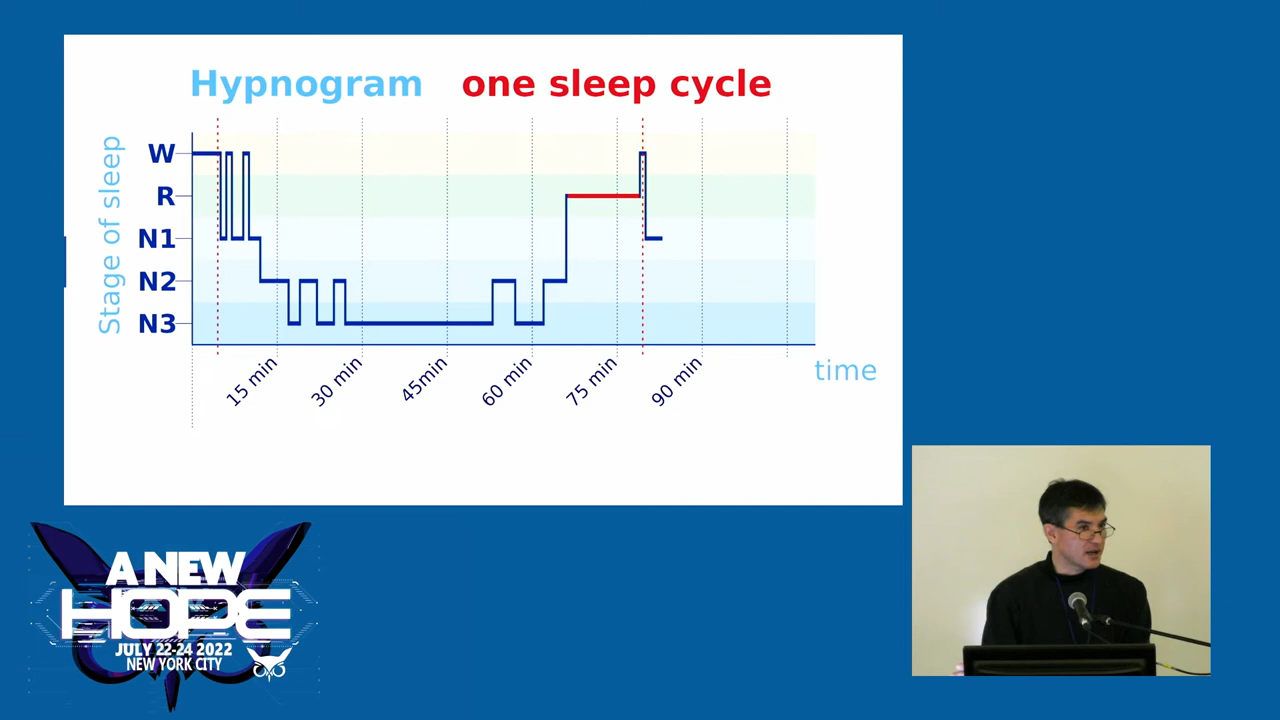 Hypnogram one sleep cycle
Stage of sleep
W
R
N1
N2
N3
15 min
30 min
45min
60 min
75 min
90 min
time
A NEW
HOPE
JULY 22-24 2022
NEW YORK CITY